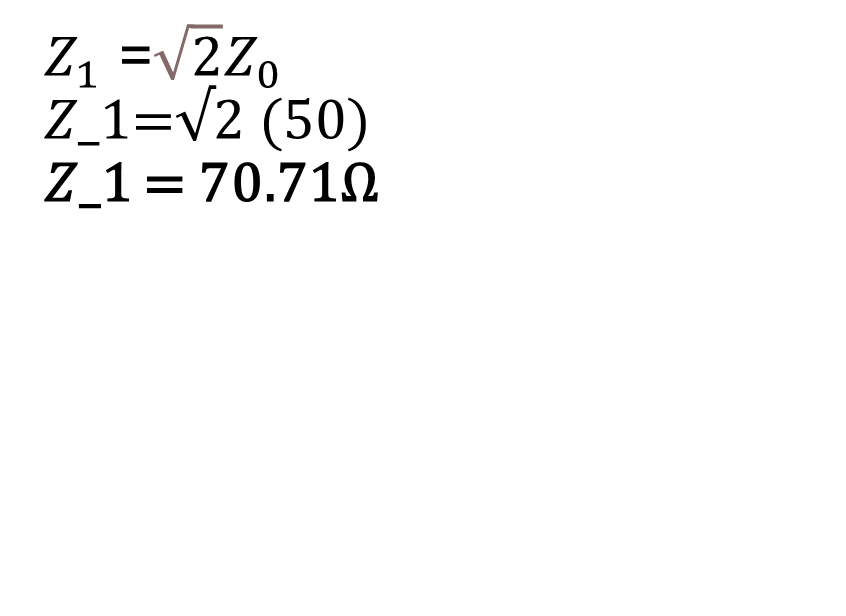 Z₁ =√2Z₀
Z_1=√2 (50)
Z_1 = 70.71Ω